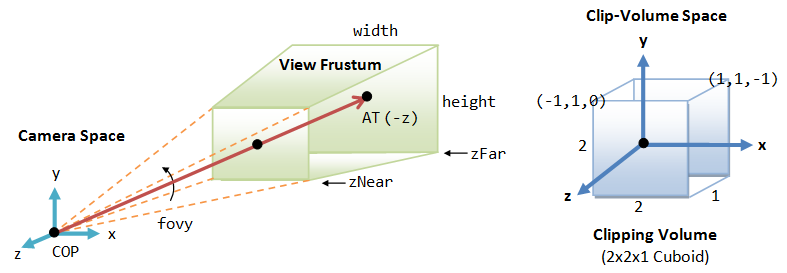 width
View Frustum
height
AT(-z)
Camera Space
zFar
zNear
y
fovy
x
z
COP
Clip-Volume Space
y
(1,1,-1)
(-1,1,0)
2
x
z
2
1
Clipping Volume
(2x2x1 Cuboid)